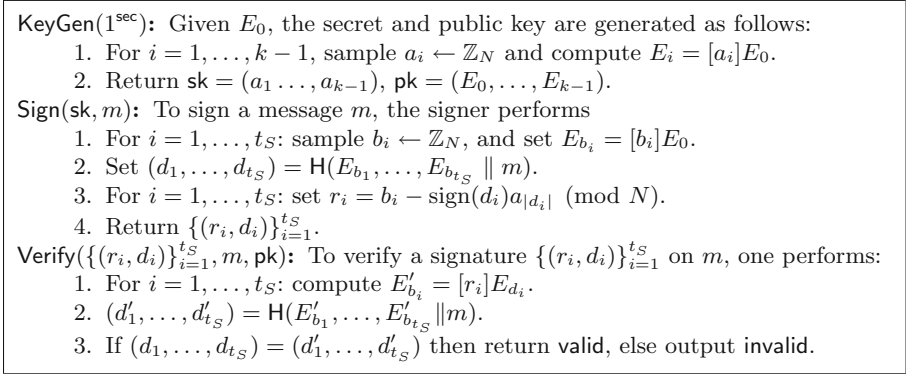 KeyGen(1^sec): Given E_0, the secret and public key are generated as follows:
1. For i = 1, . . . , k − 1, sample a_i ← ℤ_N and compute E_i = [a_i]E_0.
2. Return sk = (a_1 . . . , a_{k−1}), pk = (E_0, . . . , E_{k−1}).
Sign(sk, m): To sign a message m, the signer performs
1. For i = 1, . . . , t_S: sample b_i ← ℤ_N, and set E_{b_i} = [b_i]E_0.
2. Set (d_1, . . . , d_{t_S}) = H(E_{b_1}, . . . , E_{b_{t_S}} ∥ m).
3. For i = 1, . . . , t_S: set r_i = b_i − sign(d_i)a_{|d_i|} (mod N).
4. Return {(r_i, d_i)}_{i=1}^{t_S}.
Verify({(r_i, d_i)}_{i=1}^{t_S}, m, pk): To verify a signature {(r_i, d_i)}_{i=1}^{t_S} on m, one performs:
1. For i = 1, . . . , t_S: compute E′_{b_i} = [r_i]E_{d_i}.
2. (d′_1, . . . , d′_{t_S}) = H(E′_{b_1}, . . . , E′_{b_{t_S}} ∥m).
3. If (d_1, . . . , d_{t_S}) = (d′_1, . . . , d′_{t_S}) then return valid, else output invalid.